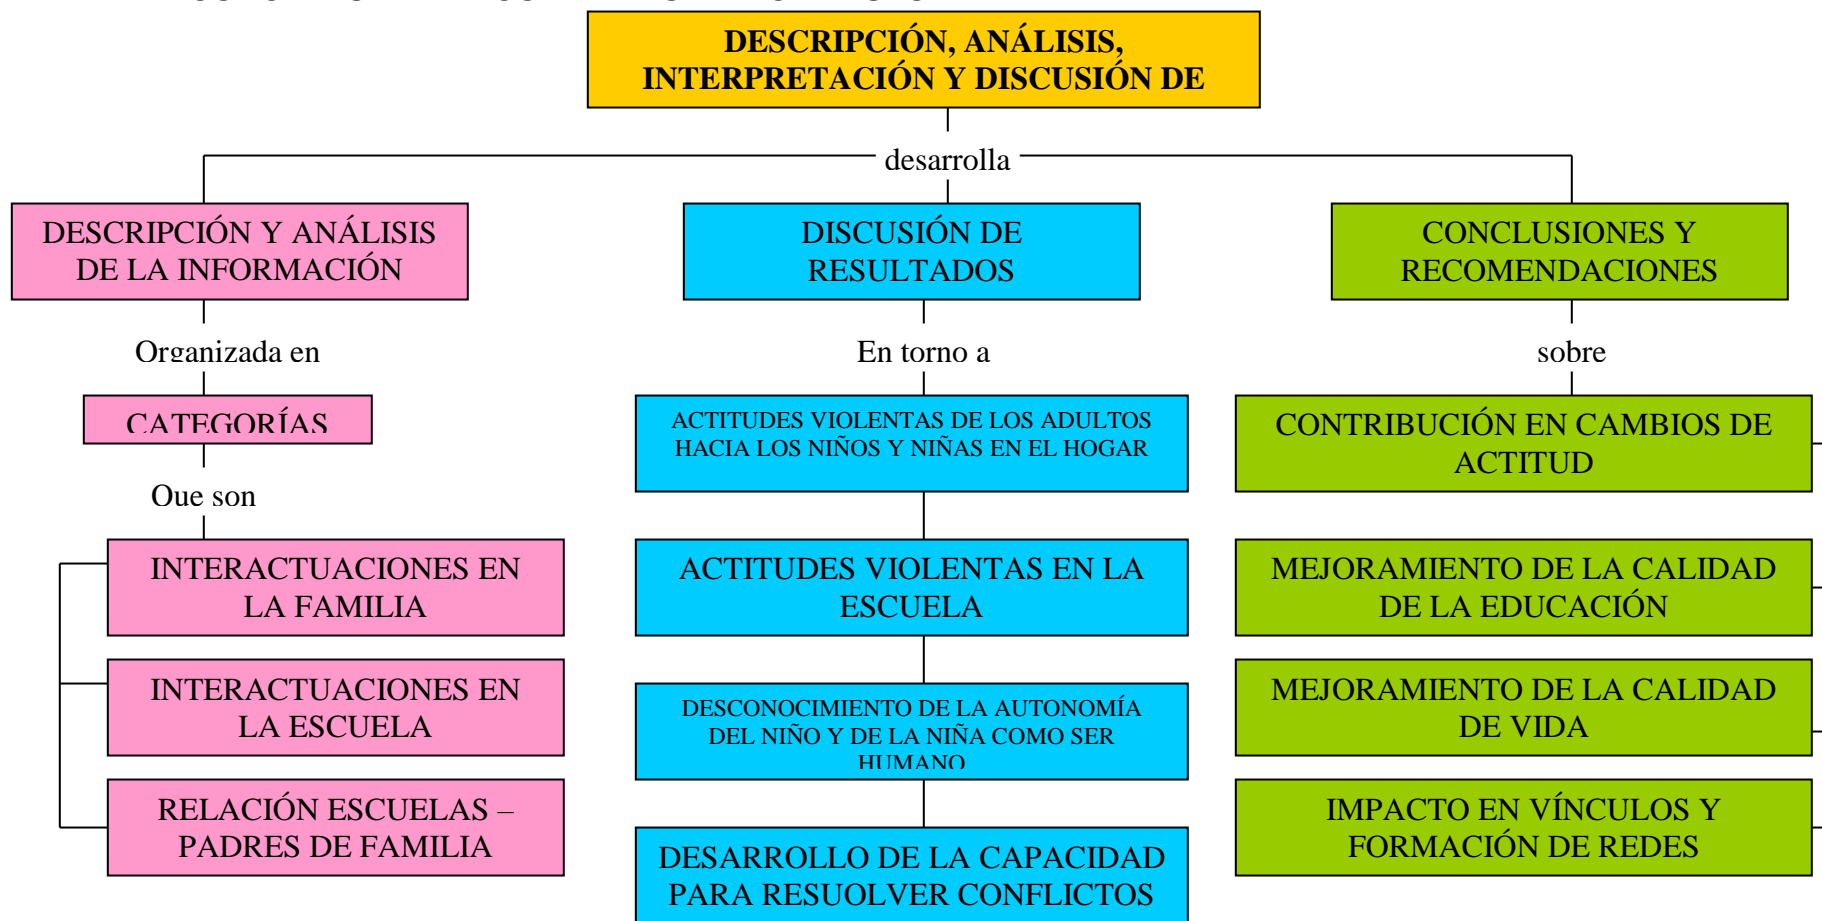 DESCRIPCIÓN, ANÁLISIS,
INTERPRETACIÓN Y DISCUSIÓN DE
desarrolla
DESCRIPCIÓN Y ANÁLISIS
DE LA INFORMACIÓN
DISCUSIÓN DE
RESULTADOS
CONCLUSIONES Y
RECOMENDACIONES
Organizada en
En torno a
sobre
CATEGORÍAS
ACTITUDES VIOLENTAS DE LOS ADULTOS
HACIA LOS NIÑOS Y NIÑAS EN EL HOGAR
CONTRIBUCIÓN EN CAMBIOS DE
ACTITUD
Que son
INTERACTUACIONES EN
LA FAMILIA
ACTITUDES VIOLENTAS EN LA
ESCUELA
MEJORAMIENTO DE LA CALIDAD
DE LA EDUCACIÓN
INTERACTUACIONES EN
LA ESCUELA
DESCONOCIMIENTO DE LA AUTONOMÍA
DEL NIÑO Y DE LA NIÑA COMO SER
HUMANO
MEJORAMIENTO DE LA CALIDAD
DE VIDA
RELACIÓN ESCUELAS –
PADRES DE FAMILIA
DESARROLLO DE LA CAPACIDAD
PARA RESUOLVER CONFLICTOS
IMPACTO EN VÍNCULOS Y
FORMACIÓN DE REDES